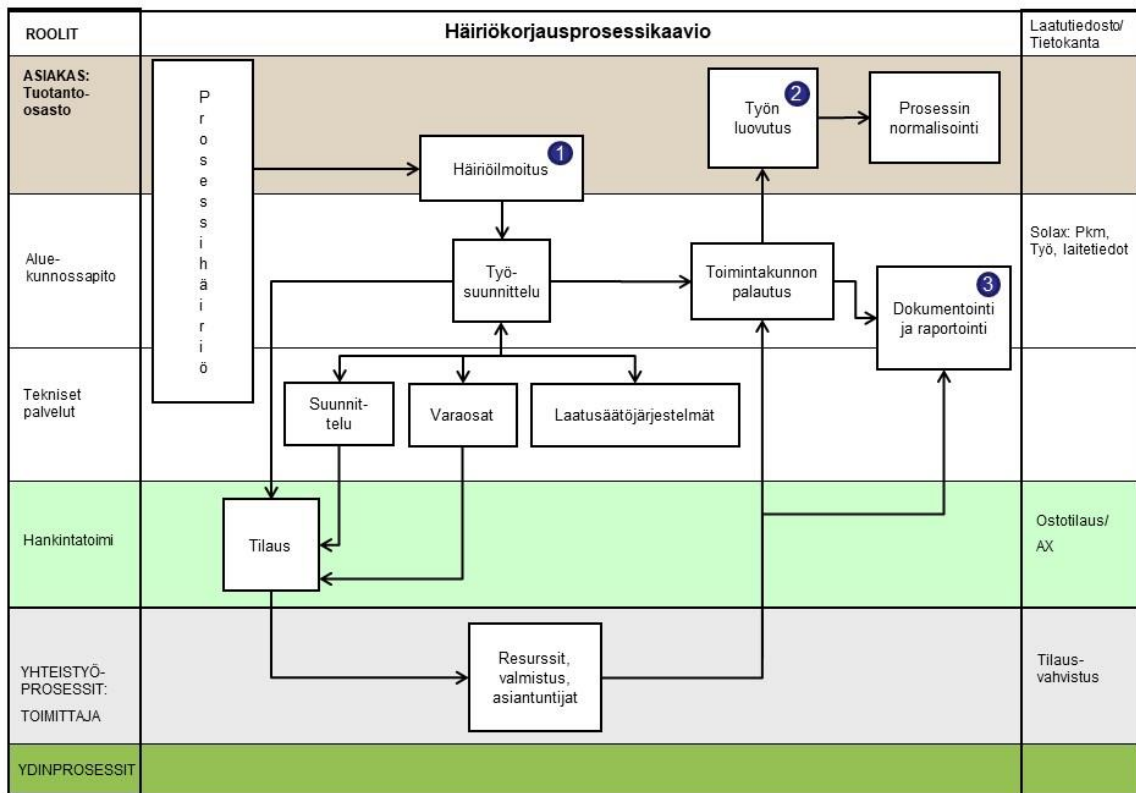 ROOLIT
Häiriökorjausprosessikaavio
Laatutiedosto/
Tietokanta
ASIAKAS:
Tuotanto-
osasto
P
r
o
s
e
s
s
i
h
ä
i
r
i
ö
Häiriöilmoitus
1
Työn
luovutus
2
Prosessin
normalisointi
Alue-
kunnossapito
Työ-
suunnittelu
Toimintakunnon
palautus
Dokumentointi
ja raportointi
3
Solax: Pkm,
Työ, laitetiedot
Tekniset
palvelut
Suunnit-
telu
Varaosat
Laatusäätöjärjestelmät
Hankintatoimi
Tilaus
Ostotilaus/
AX
YHTEISTYÖ-
PROSESSIT:
TOIMITTAJA
Resurssit,
valmistus,
asiantuntijat
Tilaus-
vahvistus
YDINPROSESSIT